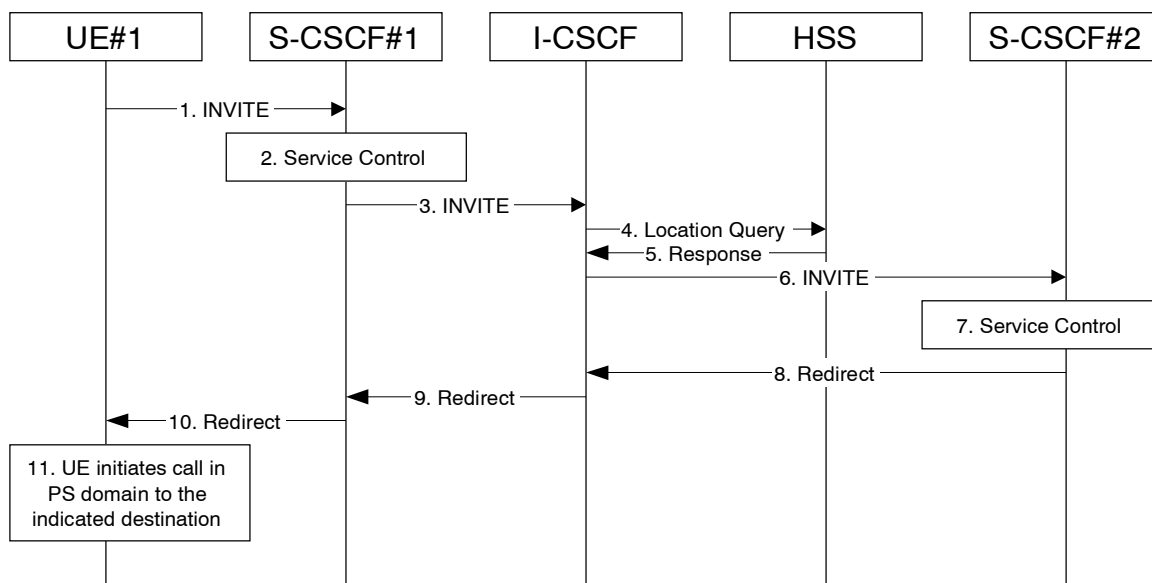 UE#1
S-CSCF#1
I-CSCF
HSS
S-CSCF#2
1. INVITE
2. Service Control
3. INVITE
4. Location Query
5. Response
6. INVITE
7. Service Control
8. Redirect
9. Redirect
10. Redirect
11. UE initiates call in
PS domain to the
indicated destination